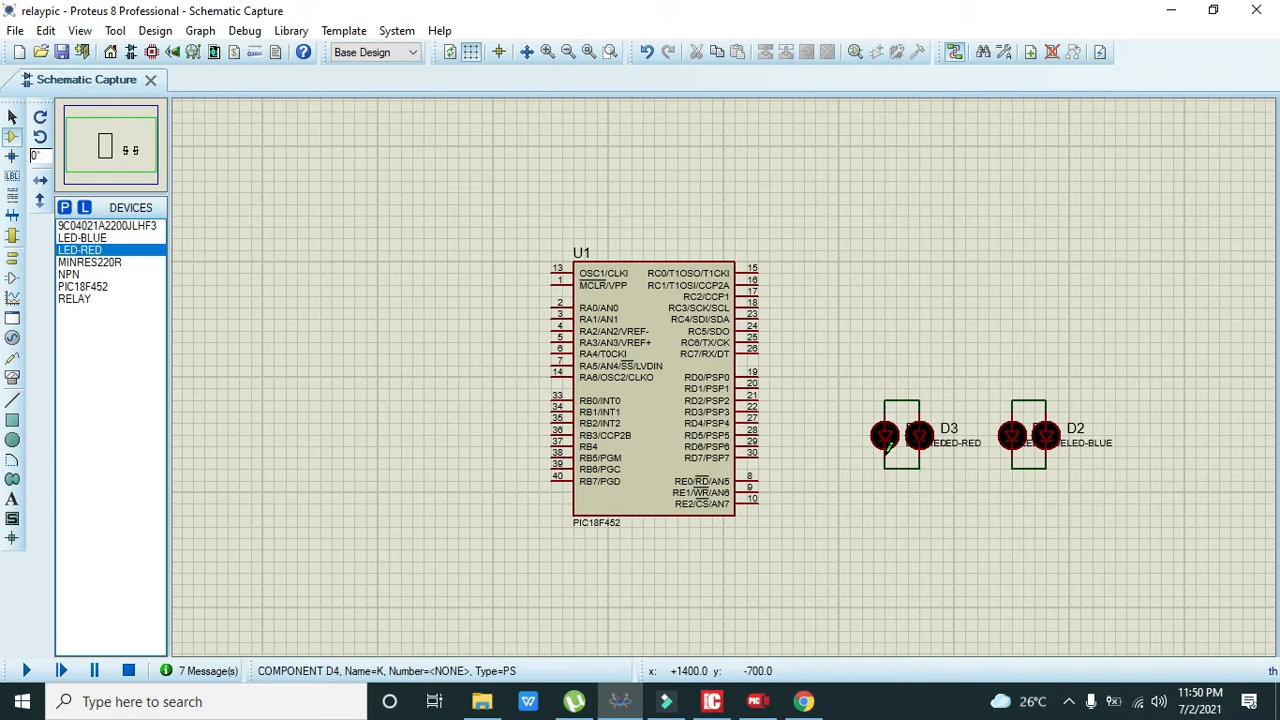 relaypic - Proteus 8 Professional - Schematic Capture
File Edit View Tool Design Graph Debug Library Template System Help
Base Design
Schematic Capture
0°
LBL
P L DEVICES
9C04021A2200JLHF3
LED-BLUE
LED-RED
MINRES220R
NPN
PIC18F452
RELAY
U1
13 OSC1/CLKI RC0/T1OSO/T1CKI 15
1 MCLR/VPP RC1/T1OSI/CCP2A 16
RC2/CCP1 17
2 RA0/AN0 RC3/SCK/SCL 18
3 RA1/AN1 RC4/SDI/SDA 23
4 RA2/AN2/VREF- RC5/SDO 24
5 RA3/AN3/VREF+ RC6/TX/CK 25
6 RA4/T0CKI RC7/RX/DT 26
7 RA5/AN4/SS/LVDIN
14 RA6/OSC2/CLKO RD0/PSP0 19
RD1/PSP1 20
33 RB0/INT0 RD2/PSP2 21
34 RB1/INT1 RD3/PSP3 22
35 RB2/INT2 RD4/PSP4 27
36 RB3/CCP2B RD5/PSP5 28
37 RB4 RD6/PSP6 29
38 RB5/PGM RD7/PSP7 30
39 RB6/PGC
40 RB7/PGD RE0/RD/AN5 8
RE1/WR/AN6 9
RE2/CS/AN7 10
PIC18F452
D3
D2
LED-BLUE
7 Message(s) COMPONENT D4, Name=K, Number=<NONE>, Type=PS x: +1400.0 y: -700.0 th
Type here to search
26°C
11:50 PM
7/2/2021